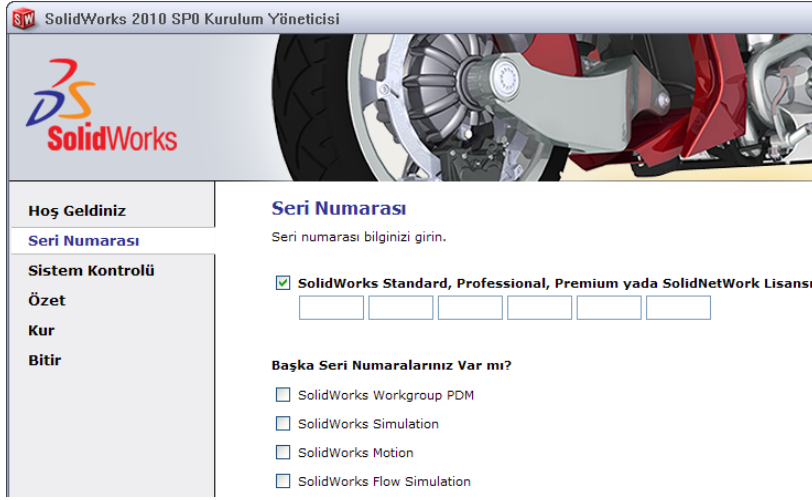 SolidWorks 2010 SP0 Kurulum Yöneticisi
SolidWorks
Hoş Geldiniz
Seri Numarası
Sistem Kontrolü
Özet
Kur
Bitir
Seri Numarası
Seri numarası bilginizi girin.
SolidWorks Standard, Professional, Premium yada SolidNetWork Lisansı
Başka Seri Numaralarınız Var mı?
SolidWorks Workgroup PDM
SolidWorks Simulation
SolidWorks Motion
SolidWorks Flow Simulation